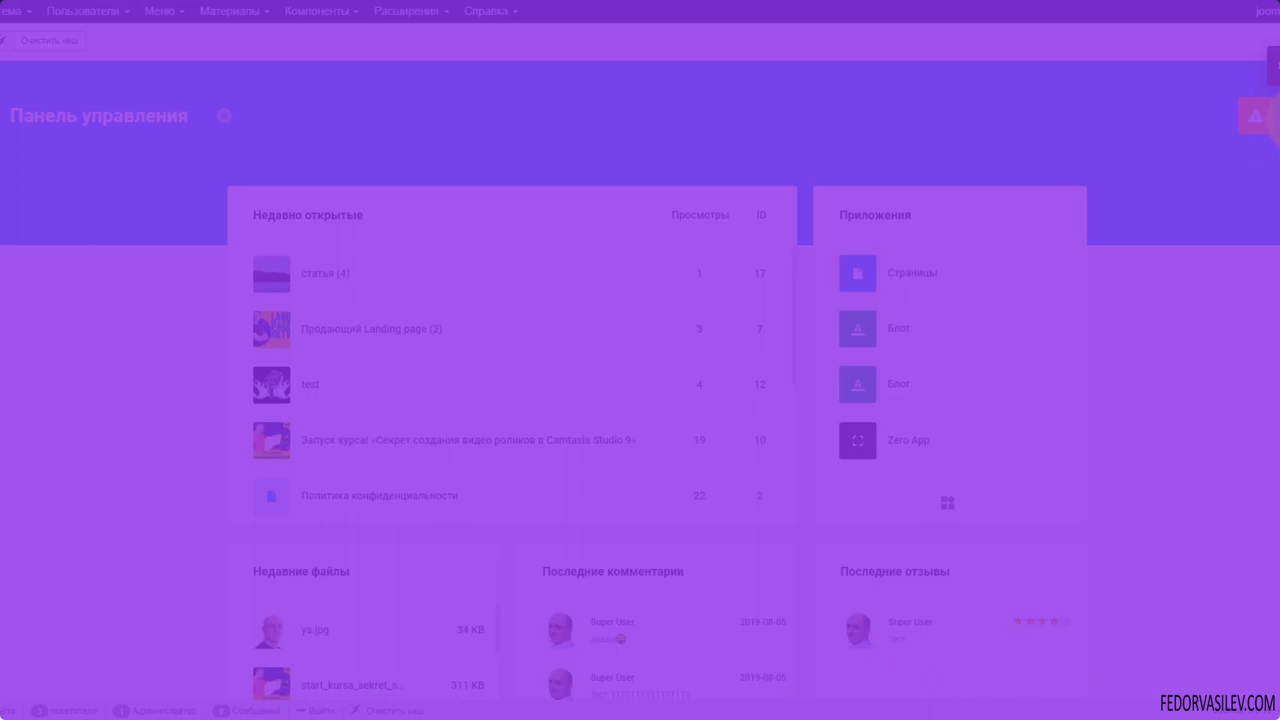 Пользователи Меню Материалы Компоненты Расширения Справка
Очистить кеш
Панель управления
Недавно открытые Просмотры ID
статья (4) 1 17
Продающий Landing page (2) 3 7
test 4 12
Запуск курса! «Секрет создания видео роликов в Camtasia Studio 9» 19 10
Политика конфиденциальности 22 2
Приложения
Страницы
Блог
Блог
Zero App
Недавние файлы
ya.jpg 34 KB
start_kursa_sekret_s... 311 KB
Последние комментарии
Super User 2019-08-05
Super User 2019-08-05
Последние отзывы
Super User
тест
Администратор Сообщений Выйти Очистить кеш
FEDORVASILEV.COM